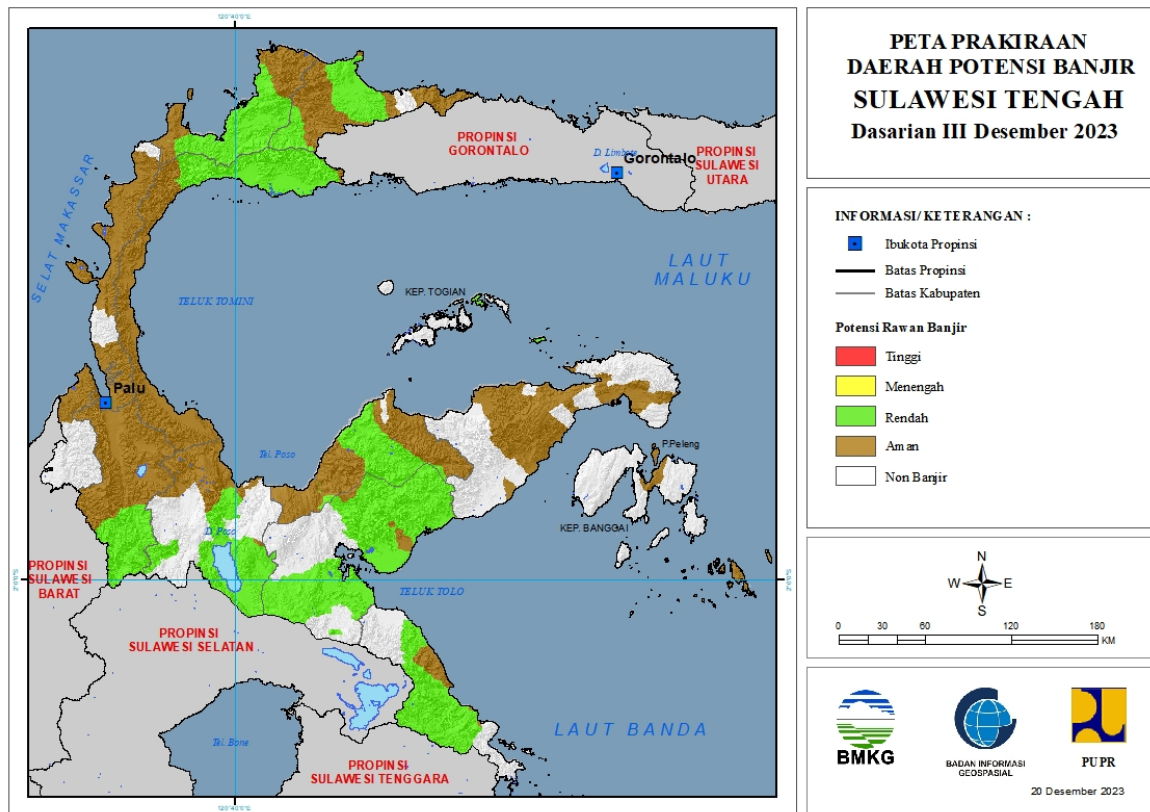 PETA PRAKIRAAN
DAERAH POTENSI BANJIR
SULAWESI TENGAH
Dasarian III Desember 2023
INFORMASI/ KETERANGAN :
Ibukota Propinsi
Batas Propinsi
Batas Kabupaten
Potensi Rawan Banjir
Tinggi
Menengah
Rendah
Aman
Non Banjir
N
W E
S
0 30 60 120 180
KM
BMKG
BADAN INFORMASI
GEOSPASIAL
PUPR
20 Desember 2023
120°40'0"E
PROPINSI
GORONTALO
D. Limboto
Gorontalo
PROPINSI
SULAWESI
UTARA
SELAT MAKASSAR
LAUT
MALUKU
TELUK TOMINI
KEP. TOGIAN
Palu
Tel. Poso
P.Peleng
KEP. BANGGAI
D. Poso
PROPINSI
SULAWESI
BARAT
TELUK TOLO
PROPINSI
SULAWESI SELATAN
LAUT BANDA
Tel. Bone
PROPINSI
SULAWESI TENGGARA